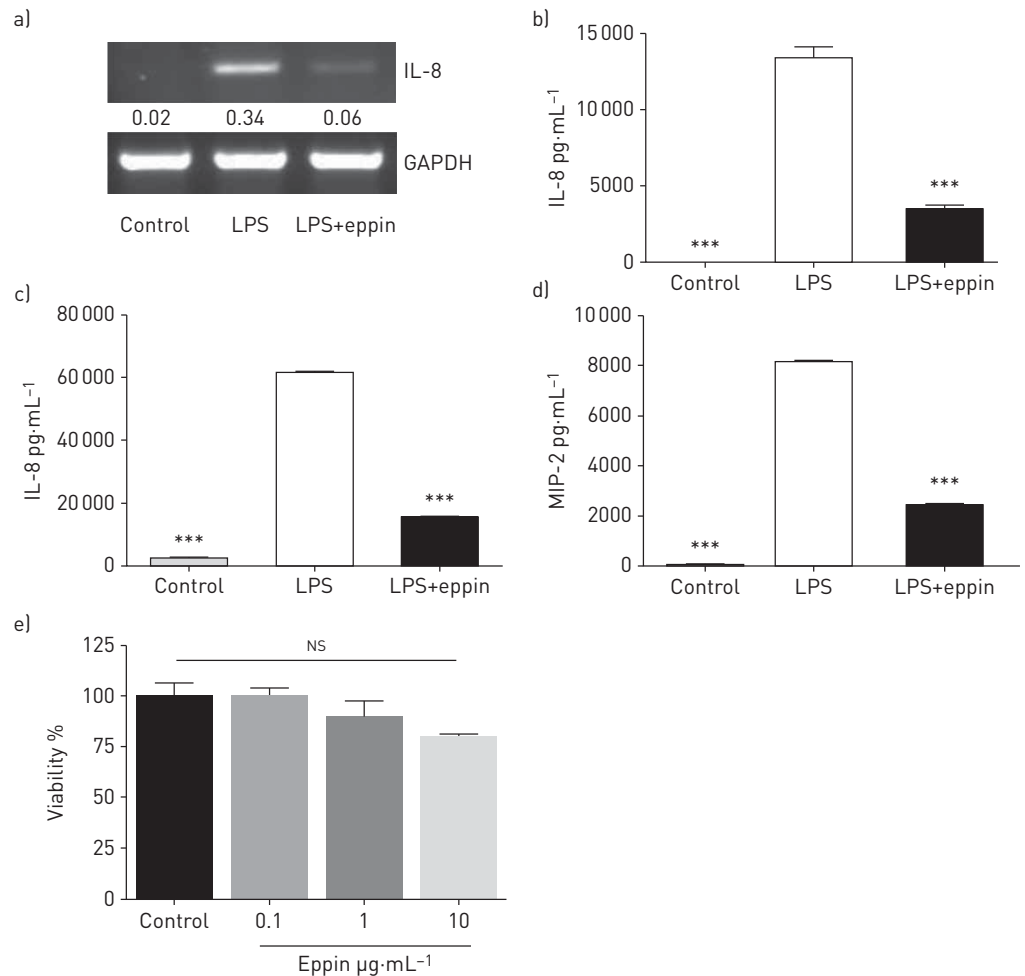 a)
IL-8
0.02 0.34 0.06
GAPDH
Control LPS LPS+eppin
b)
IL-8 pg·mL⁻¹
15 000
10 000
5000
0
***
***
Control LPS LPS+eppin
c)
IL-8 pg·mL⁻¹
80 000
60 000
40 000
20 000
0
***
***
Control LPS LPS+eppin
d)
MIP-2 pg·mL⁻¹
10 000
8000
6000
4000
2000
0
***
***
Control LPS LPS+eppin
e)
Viability %
125
100
75
50
25
0
NS
Control 0.1 1 10
Eppin μg·mL⁻¹